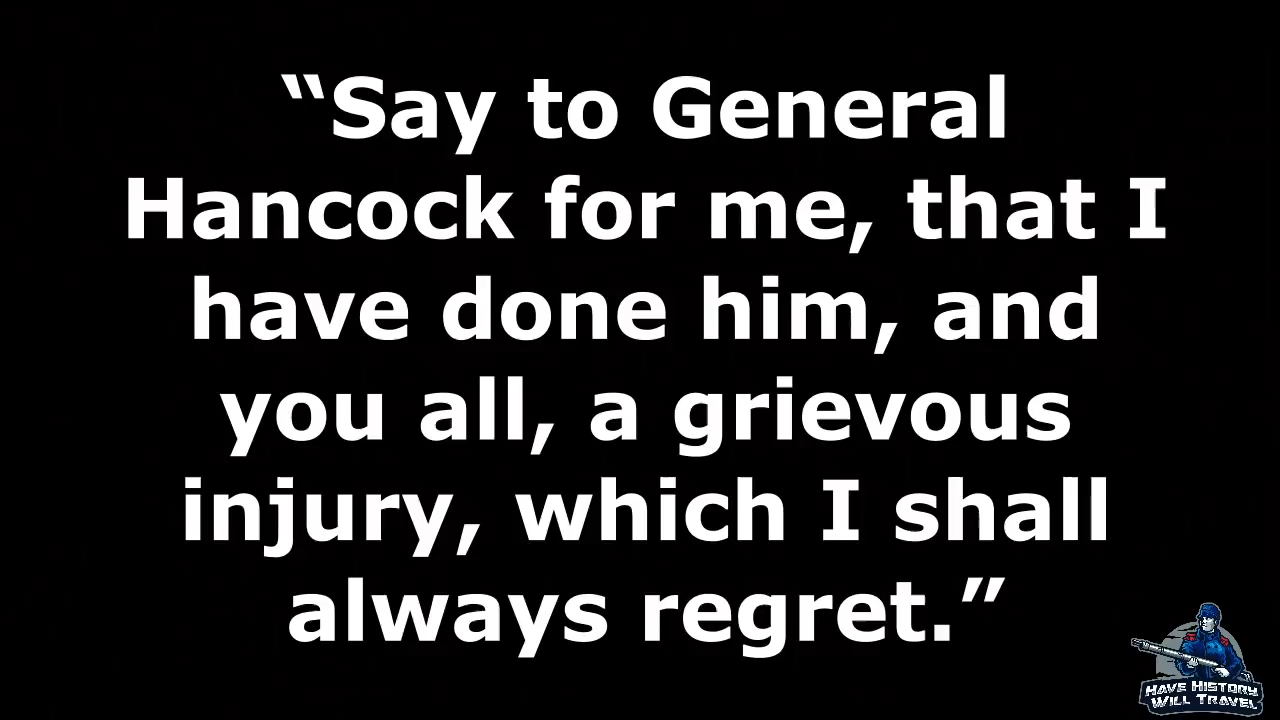 “Say to General
Hancock for me, that I
have done him, and
you all, a grievous
injury, which I shall
always regret.”
HAVE HISTORY
WILL TRAVEL